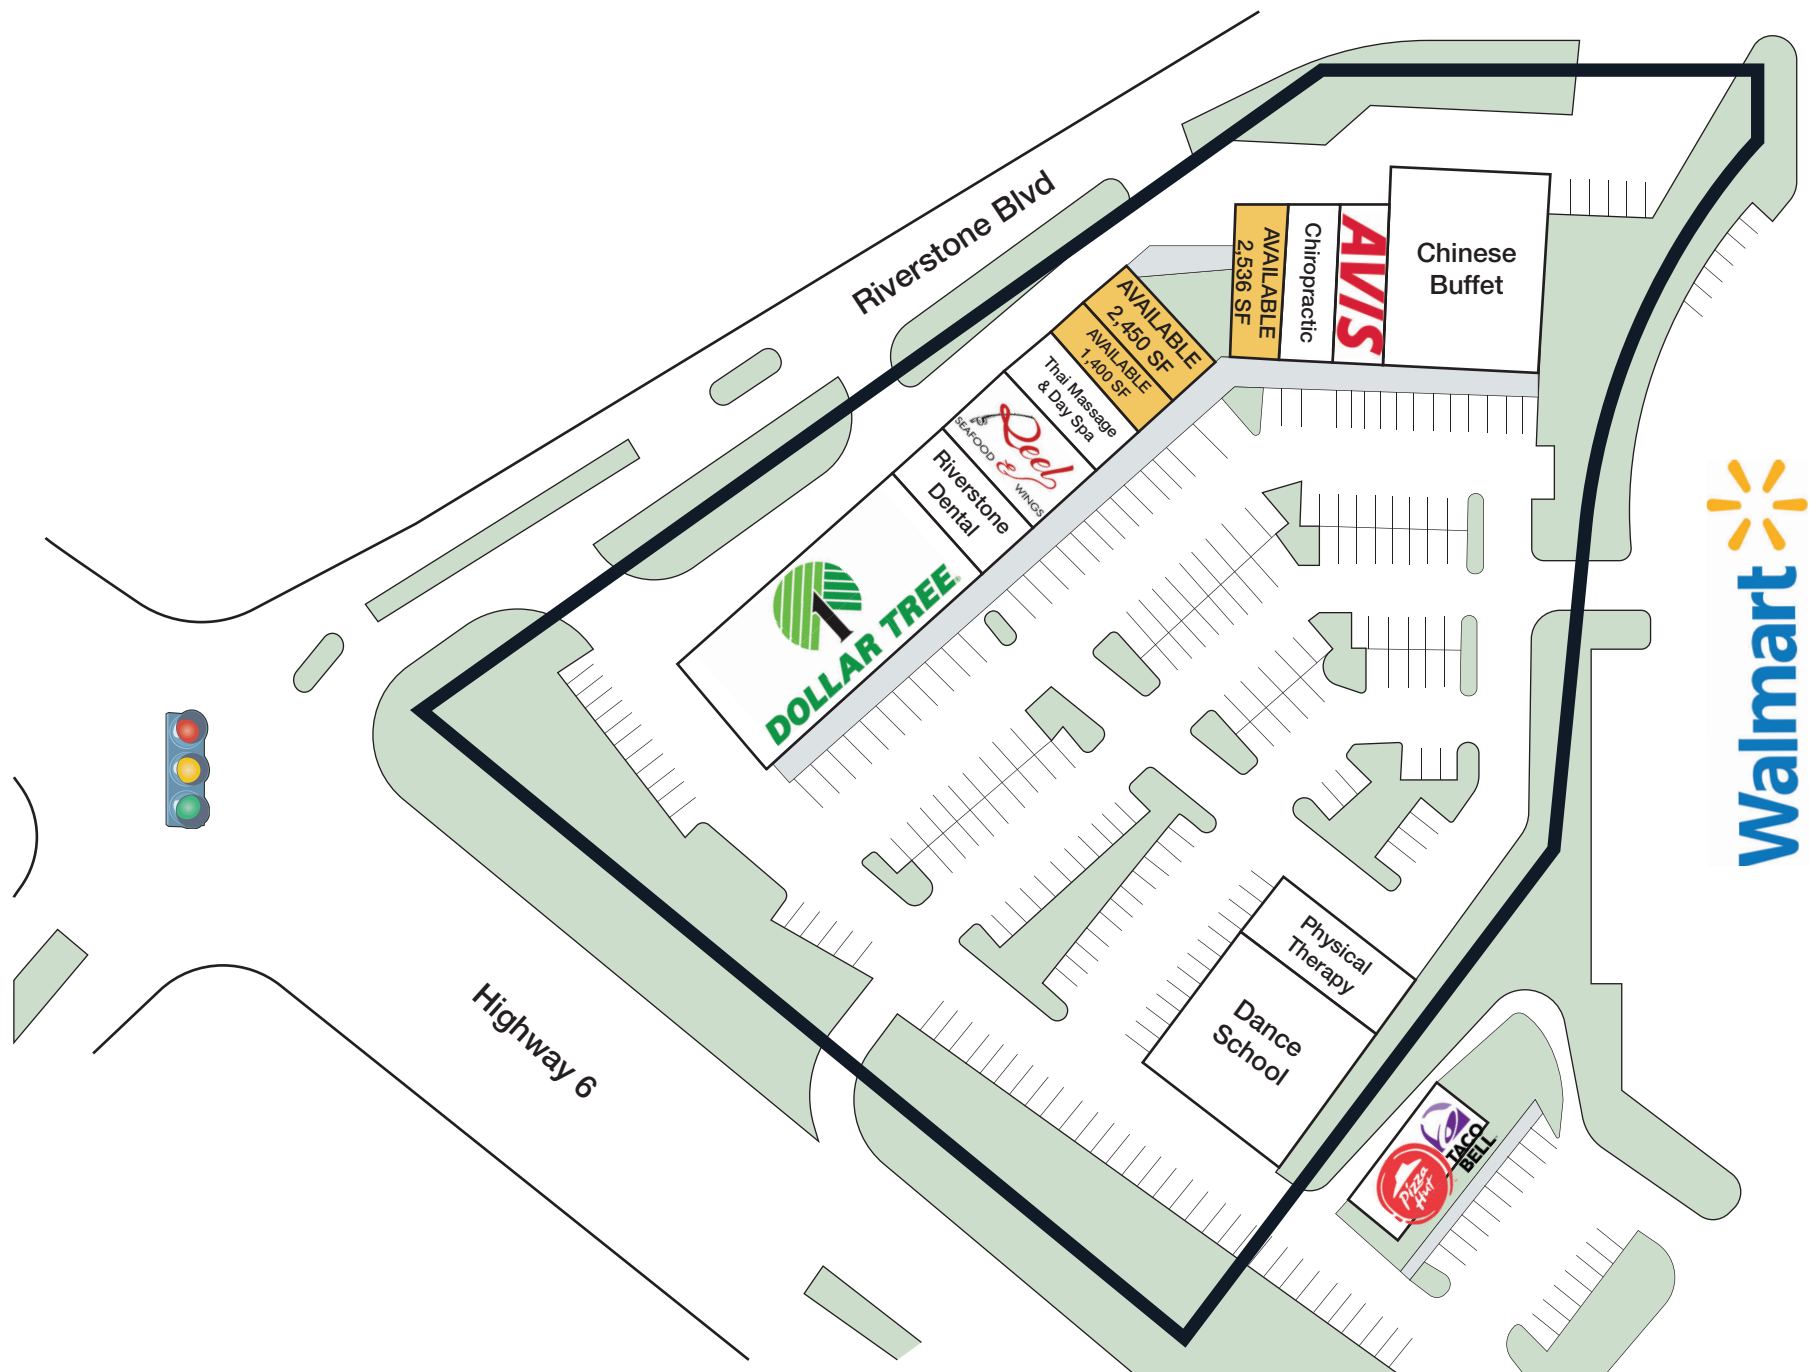 Riverstone Blvd
AVAILABLE
2,536 SF
Chiropractic
AVIS
Chinese
Buffet
AVAILABLE
2,450 SF
AVAILABLE
1,400 SF
Thai Massage
& Day Spa
Reel
SEAFOOD & WINGS
Riverstone
Dental
1
DOLLAR TREE®
Walmart
Physical
Therapy
Dance
School
Highway 6
TACO
BELL
Pizza
Hut